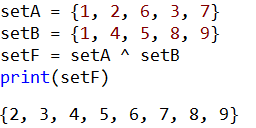 setA = {1, 2, 6, 3, 7}
setB = {1, 4, 5, 8, 9}
setF = setA ^ setB
print(setF)
{2, 3, 4, 5, 6, 7, 8, 9}